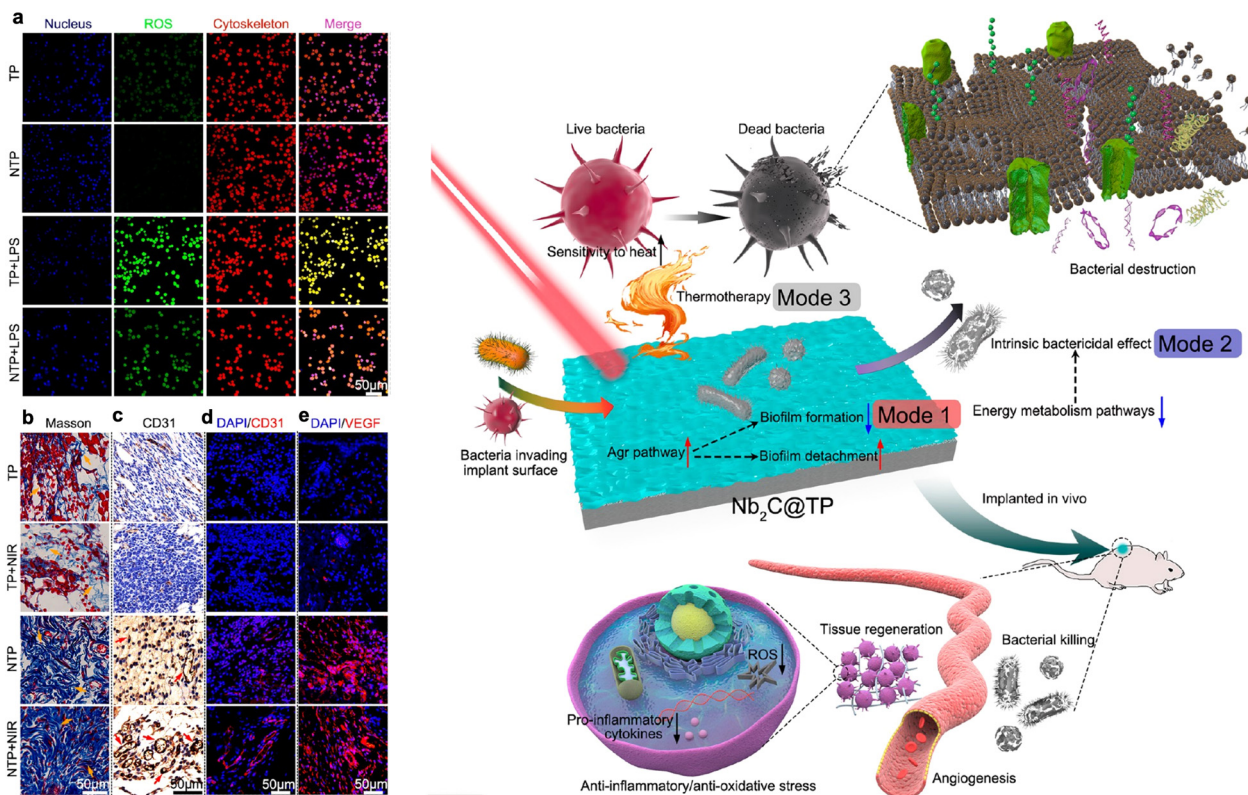 a
Nucleus
ROS
Cytoskeleton
Merge
TP
NTP
TP+LPS
NTP+LPS
50μm
b
Masson
c
CD31
d
DAPI/CD31
e
DAPI/VEGF
TP
TP+NIR
NTP
NTP+NIR
50μm
50μm
50μm
50μm
Live bacteria
Dead bacteria
Sensitivity to heat
Bacterial destruction
Thermotherapy
Mode 3
Intrinsic bactericidal effect
Mode 2
Energy metabolism pathways
Biofilm formation
Mode 1
Agr pathway
Biofilm detachment
Bacteria invading
implant surface
Nb₂C@TP
Implanted in vivo
Tissue regeneration
Bacterial killing
ROS
Pro-inflammatory
cytokines
Angiogenesis
Anti-inflammatory/anti-oxidative stress